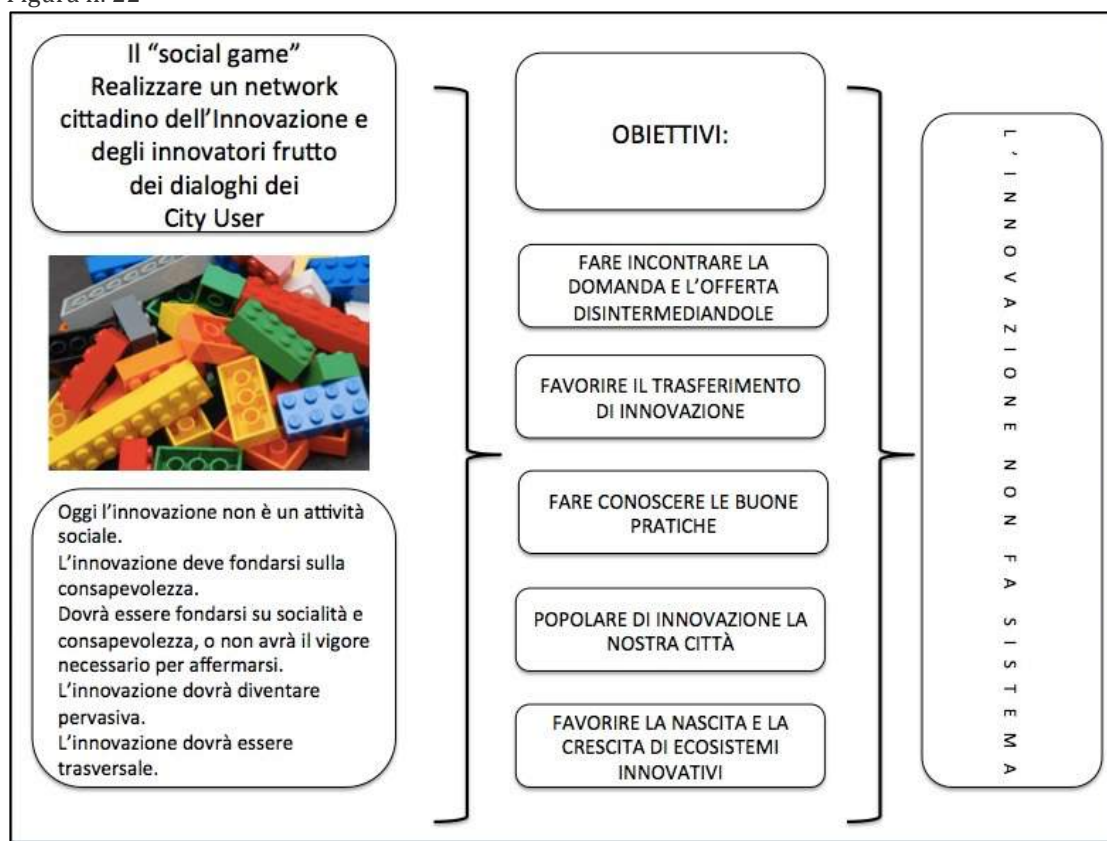 Il “social game”
Realizzare un network
cittadino dell’Innovazione e
degli innovatori frutto
dei dialoghi dei
City User
Oggi l’innovazione non è un attività
sociale.
L’innovazione deve fondarsi sulla
consapevolezza.
Dovrà essere fondarsi su socialità e
consapevolezza, o non avrà il vigore
necessario per affermarsi.
L’innovazione dovrà diventare
pervasiva.
L’innovazione dovrà essere
trasversale.
OBIETTIVI:
FARE INCONTRARE LA
DOMANDA E L’OFFERTA
DISINTERMEDIANDOLE
FAVORIRE IL TRASFERIMENTO
DI INNOVAZIONE
FARE CONOSCERE LE BUONE
PRATICHE
POPOLARE DI INNOVAZIONE LA
NOSTRA CITTÀ
FAVORIRE LA NASCITA E LA
CRESCITA DI ECOSISTEMI
INNOVATIVI
L’INNOVAZIONE NON FA SISTEMA